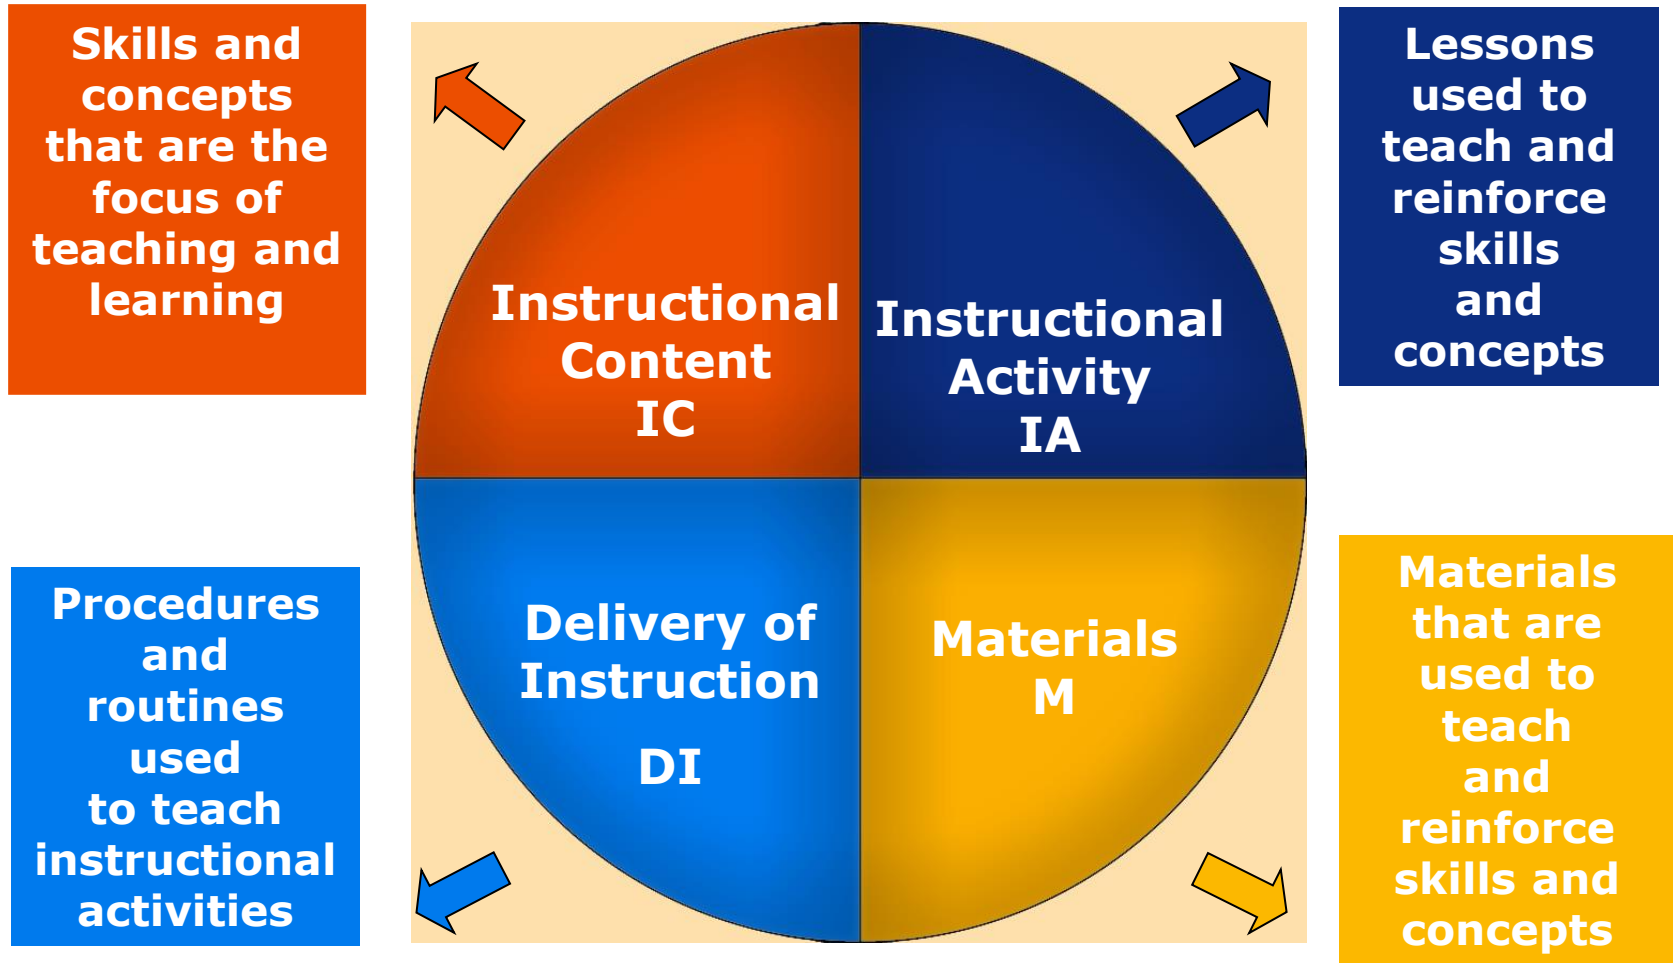 Skills and
concepts
that are the
focus of
teaching and
learning
Instructional
Content
IC
Instructional
Activity
IA
Lessons
used to
teach and
reinforce
skills
and
concepts
Procedures
and
routines
used
to teach
instructional
activities
Delivery of
Instruction
DI
Materials
M
Materials
that are
used to
teach
and
reinforce
skills and
concepts